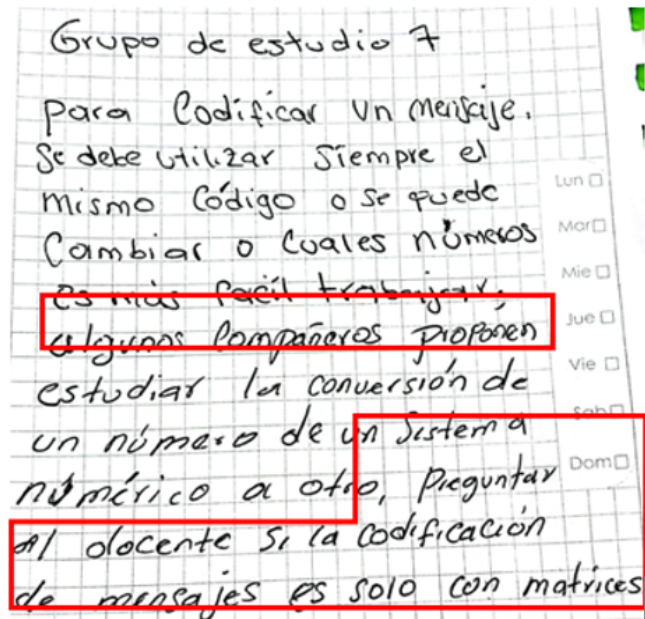 Grupo de estudio 7
para Codificar un mensaje.
Se debe utilizar siempre el
mismo Código o se puede
Cambiar o cuales números
es más facil trabajar,
algunos Compañeros proponen
estudiar la conversión de
un número de un sistema
númérico a otro, preguntar
Al docente si la codificación
de mensajes es solo con matrices
Lun
Mar
Mie
Jue
Vie
Sab
Dom